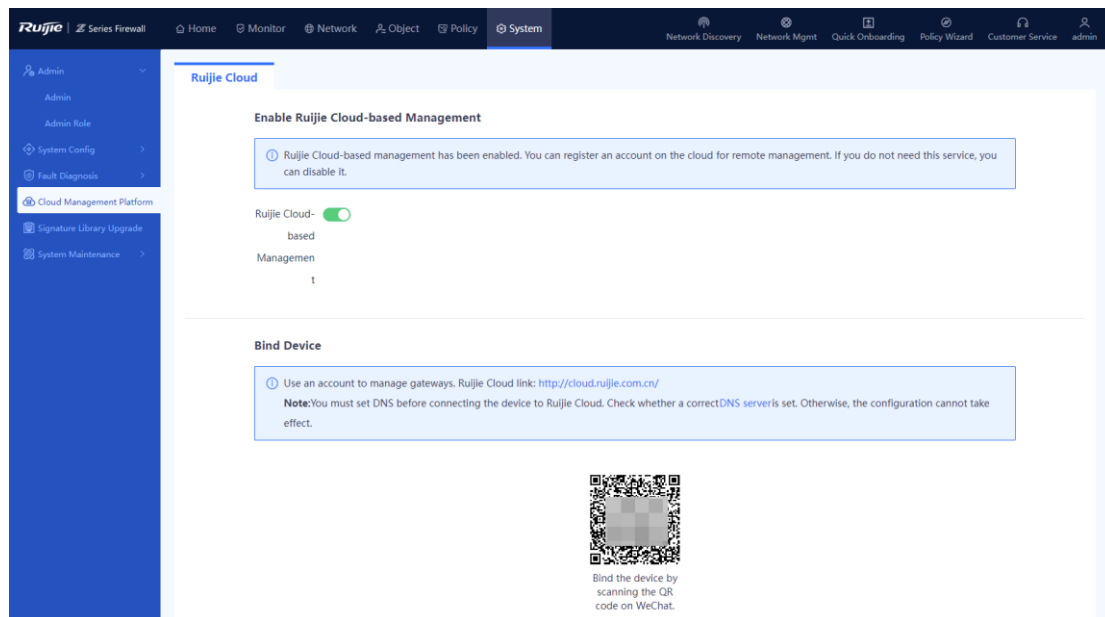 Ruijie | Z Series Firewall
Home Monitor Network Object Policy System
Network Discovery Network Mgmt Quick Onboarding Policy Wizard Customer Service admin
Admin
Admin
Admin Role
System Config
Fault Diagnosis
Cloud Management Platform
Signature Library Upgrade
System Maintenance
Ruijie Cloud
Enable Ruijie Cloud-based Management
Ruijie Cloud-based management has been enabled. You can register an account on the cloud for remote management. If you do not need this service, you
can disable it.
Ruijie Cloud-
based
Managemen
t
Bind Device
Use an account to manage gateways. Ruijie Cloud link: http://cloud.ruijie.com.cn/
Note:You must set DNS before connecting the device to Ruijie Cloud. Check whether a correctDNS serveris set. Otherwise, the configuration cannot take
effect.
Bind the device by
scanning the QR
code on WeChat.